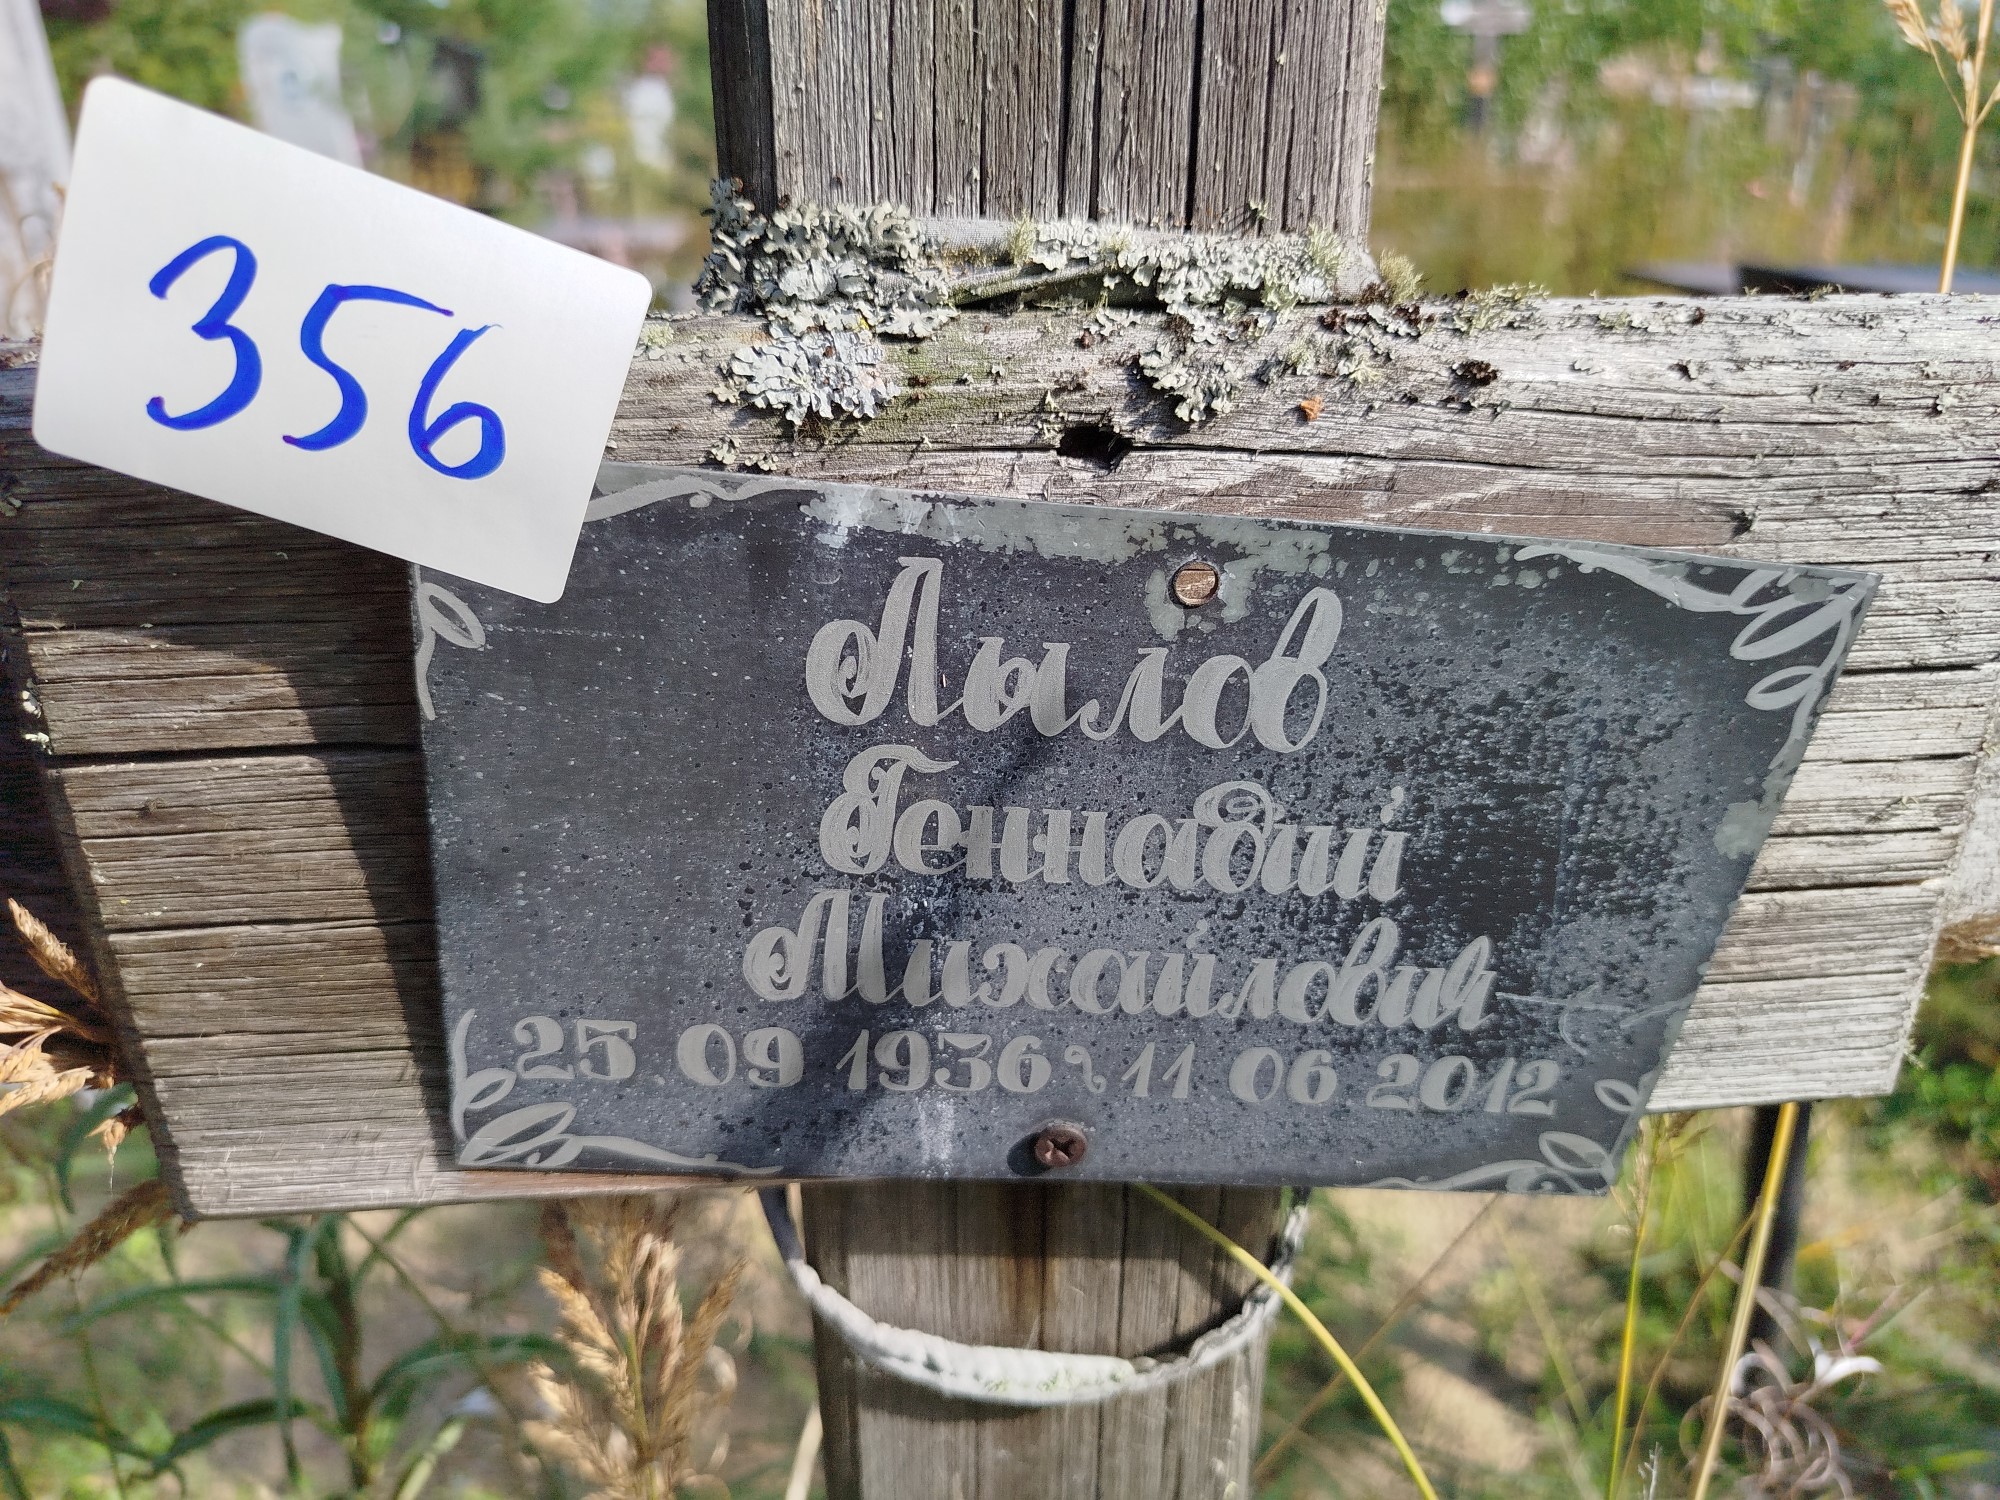 356
Лылов
Геннадий
Михайлович
25.09 1936 ~ 11.06.2012